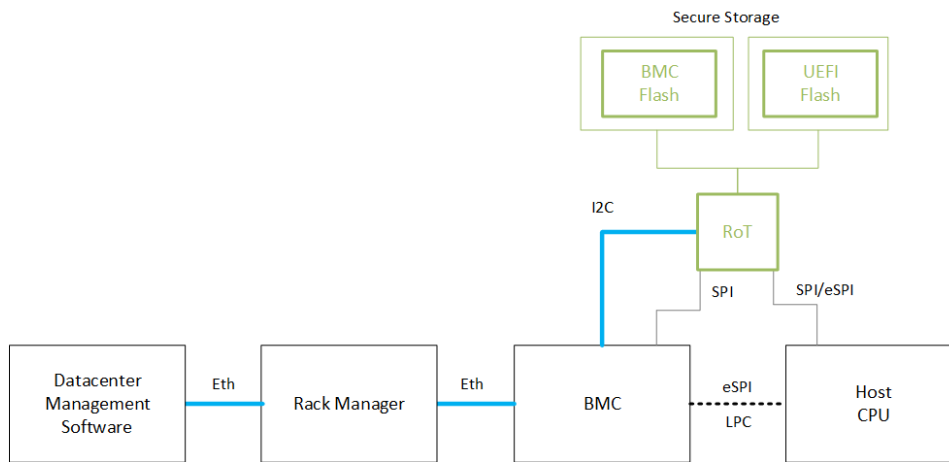 Secure Storage
BMC
Flash
UEFI
Flash
I2C
RoT
SPI
SPI/eSPI
Datacenter
Management
Software
Eth
Rack Manager
Eth
BMC
eSPI
LPC
Host
CPU